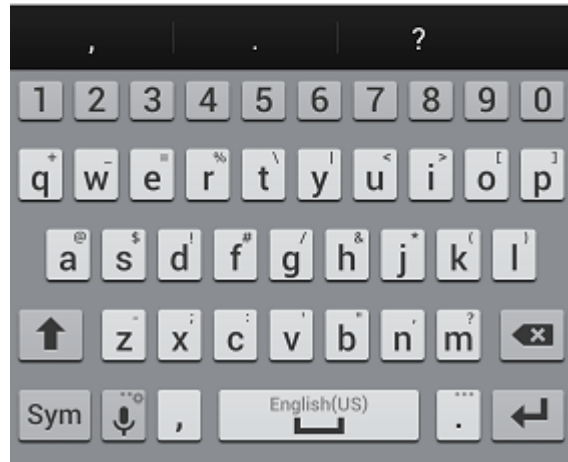 , . ?
1 2 3 4 5 6 7 8 9 0
+ _ = % \ | < > [ ]
q w e r t y u i o p
@ $ ! # / & * ( )
a s d f g h j k l
- ; : ' " , ?
z x c v b n m
Sym , English(US) .